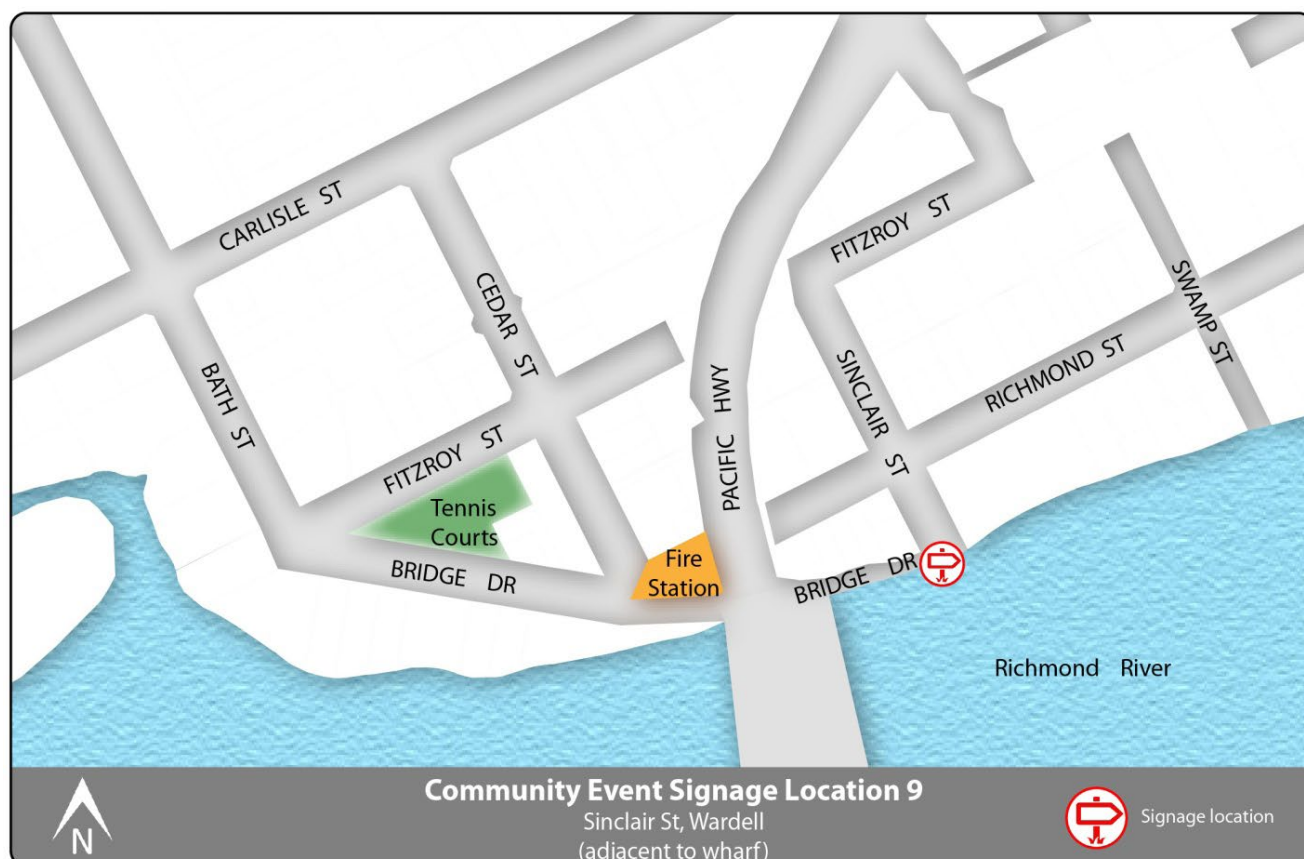 CARLISLE ST
CEDAR ST
BATH ST
FITZROY ST
Tennis
Courts
BRIDGE DR
Fire
Station
PACIFIC HWY
FITZROY ST
SINCLAIR ST
RICHMOND ST
SWAMP ST
BRIDGE DR
Richmond River
N
Community Event Signage Location 9
Sinclair St, Wardell
(adjacent to wharf)
Signage location